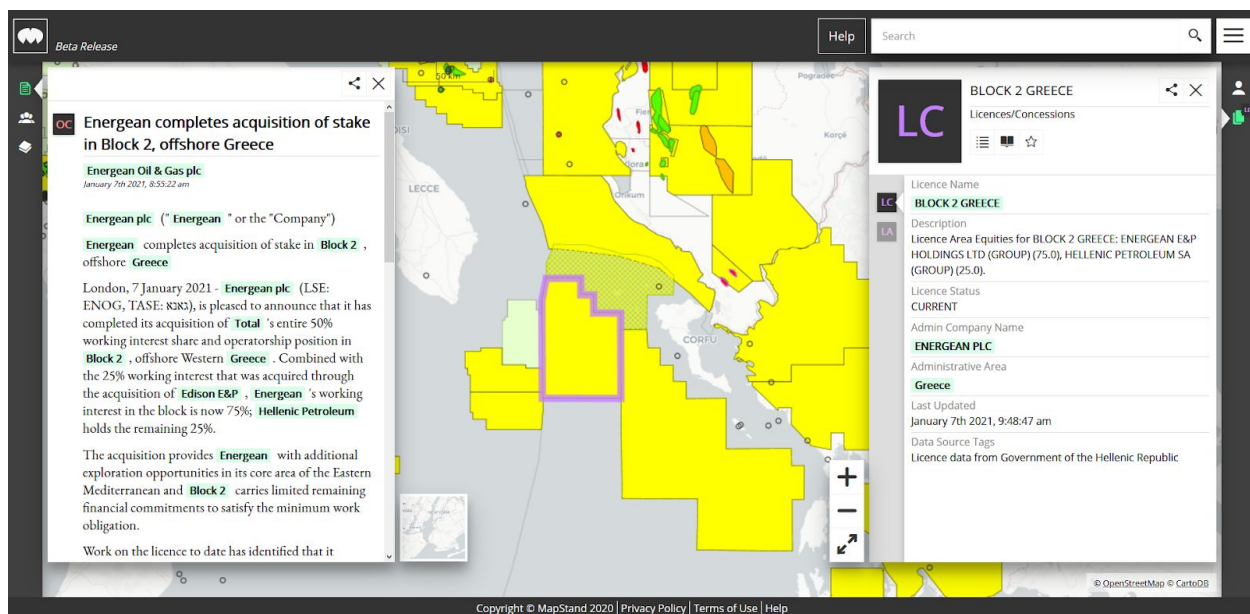 Beta Release
Help
Search
OC
Energean completes acquisition of stake
in Block 2, offshore Greece
Energean Oil & Gas plc
January 7th 2021, 8:55:22 am
Energean plc (" Energean " or the "Company")
Energean completes acquisition of stake in Block 2 ,
offshore Greece
London, 7 January 2021 - Energean plc (LSE:
ENOG, TASE: אנאג), is pleased to announce that it has
completed its acquisition of Total 's entire 50%
working interest share and operatorship position in
Block 2 , offshore Western Greece . Combined with
the 25% working interest that was acquired through
the acquisition of Edison E&P , Energean 's working
interest in the block is now 75%; Hellenic Petroleum
holds the remaining 25%.
The acquisition provides Energean with additional
exploration opportunities in its core area of the Eastern
Mediterranean and Block 2 carries limited remaining
financial commitments to satisfy the minimum work
obligation.
Work on the licence to date has identified that it
50 km
LECCE
Fier
Vlora
Orikum
Pogradec
Korçë
CORFU
LC
BLOCK 2 GREECE
Licences/Concessions
LC
LA
Licence Name
BLOCK 2 GREECE
Description
Licence Area Equities for BLOCK 2 GREECE: ENERGEAN E&P
HOLDINGS LTD (GROUP) (75.0), HELLENIC PETROLEUM SA
(GROUP) (25.0).
Licence Status
CURRENT
Admin Company Name
ENERGEAN PLC
Administrative Area
Greece
Last Updated
January 7th 2021, 9:48:47 am
Data Source Tags
Licence data from Government of the Hellenic Republic
© OpenStreetMap © CartoDB
Copyright © MapStand 2020 | Privacy Policy | Terms of Use | Help